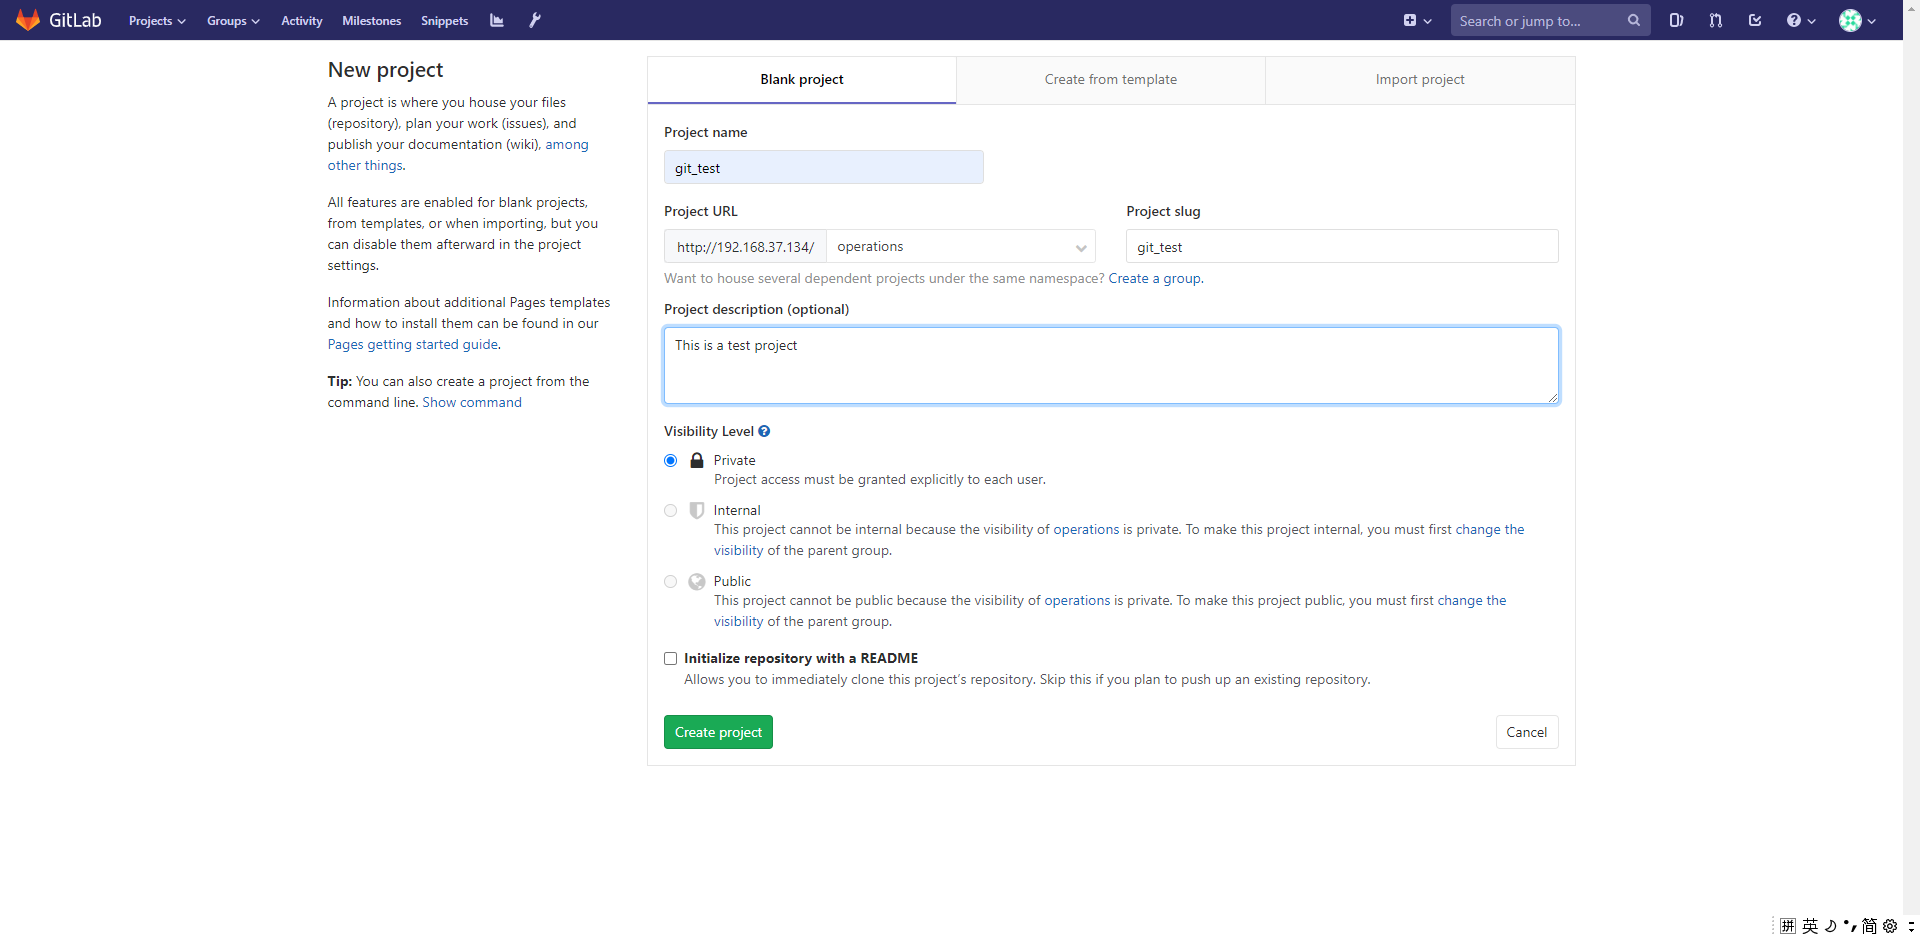 GitLab Projects Groups Activity Milestones Snippets Search or jump to...
New project
A project is where you house your files
(repository), plan your work (issues), and
publish your documentation (wiki), among
other things.
All features are enabled for blank projects,
from templates, or when importing, but you
can disable them afterward in the project
settings.
Information about additional Pages templates
and how to install them can be found in our
Pages getting started guide.
Tip: You can also create a project from the
command line. Show command
Blank project Create from template Import project
Project name
git_test
Project URL Project slug
http://192.168.37.134/ operations git_test
Want to house several dependent projects under the same namespace? Create a group.
Project description (optional)
This is a test project
Visibility Level
Private
Project access must be granted explicitly to each user.
Internal
This project cannot be internal because the visibility of operations is private. To make this project internal, you must first change the
visibility of the parent group.
Public
This project cannot be public because the visibility of operations is private. To make this project public, you must first change the
visibility of the parent group.
Initialize repository with a README
Allows you to immediately clone this project's repository. Skip this if you plan to push up an existing repository.
Create project Cancel
拼 英 简